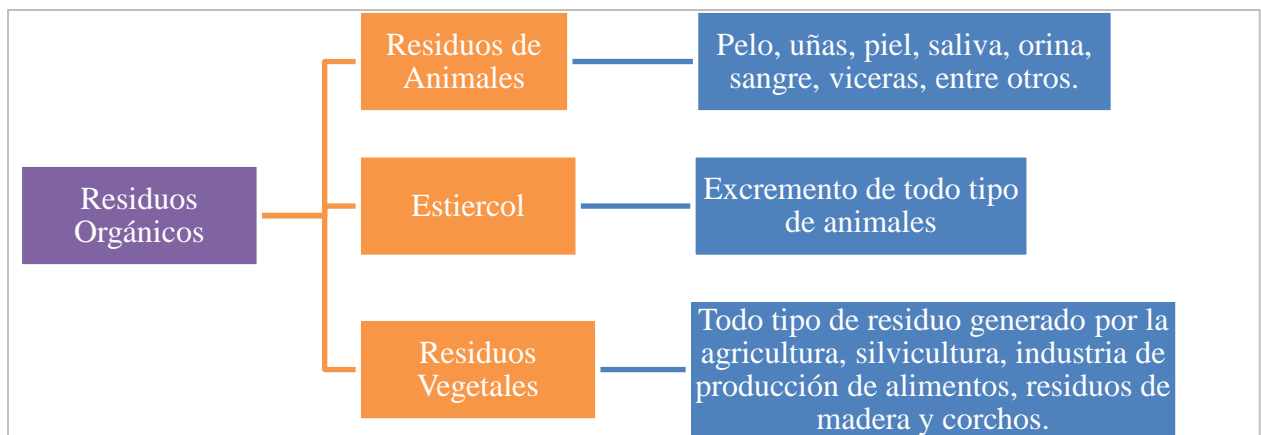 Residuos
Orgánicos
Residuos de
Animales
Pelo, uñas, piel, saliva, orina,
sangre, viceras, entre otros.
Estiercol
Excremento de todo tipo
de animales
Residuos
Vegetales
Todo tipo de residuo generado por la
agricultura, silvicultura, industria de
producción de alimentos, residuos de
madera y corchos.